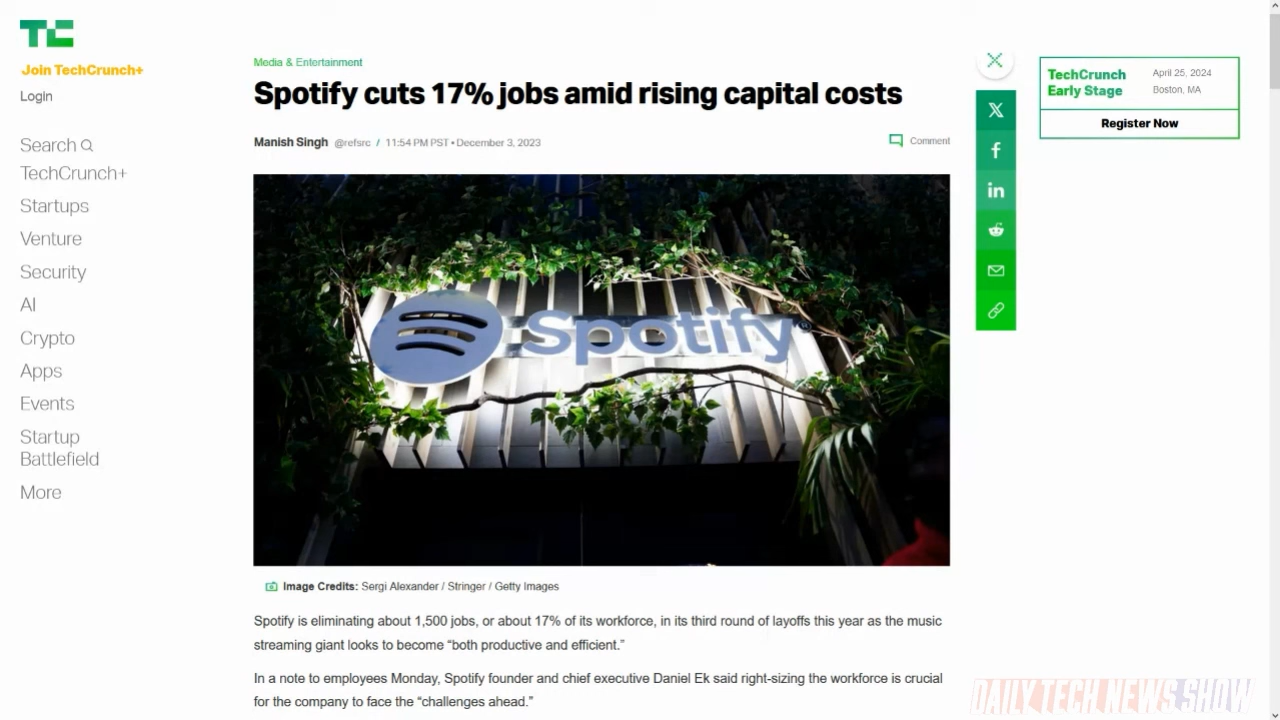 TC
Join TechCrunch+
Login
Search
TechCrunch+
Startups
Venture
Security
AI
Crypto
Apps
Events
Startup
Battlefield
More
Media & Entertainment
Spotify cuts 17% jobs amid rising capital costs
Manish Singh @refsrc / 11:54 PM PST • December 3, 2023
Comment
Spotify®
Image Credits: Sergi Alexander / Stringer / Getty Images
Spotify is eliminating about 1,500 jobs, or about 17% of its workforce, in its third round of layoffs this year as the music
streaming giant looks to become “both productive and efficient.”
In a note to employees Monday, Spotify founder and chief executive Daniel Ek said right-sizing the workforce is crucial
for the company to face the “challenges ahead.”
X
f
in
TechCrunch
Early Stage
April 25, 2024
Boston, MA
Register Now
DAILY TECH NEWS SHOW